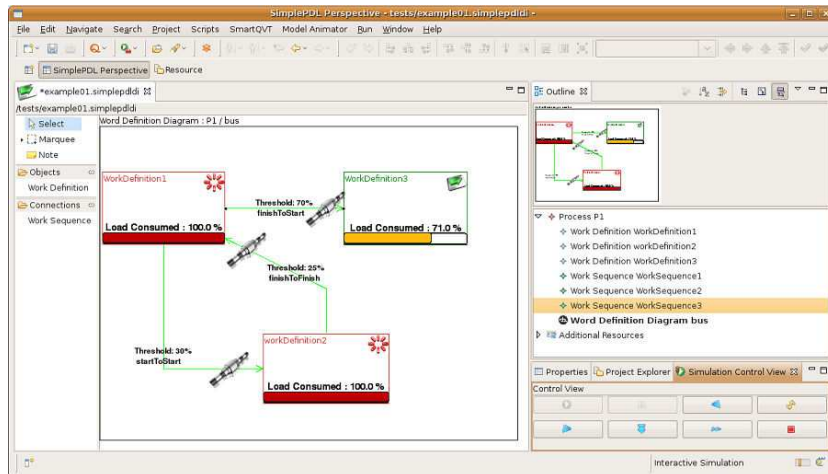 SimplePDL Perspective - tests/example01.simplepdldi -
File Edit Navigate Search Project Scripts SmartQVT Model Animator Run Window Help
SimplePDL Perspective Resource
*example01.simplepdldi
/tests/example01.simplepdldi
Select
Marquee
Note
Objects
Work Definition
Connections
Work Sequence
Word Definition Diagram : P1 / bus
WorkDefinition1
Load Consumed : 100.0 %
Threshold: 70%
finishToStart
WorkDefinition3
Load Consumed : 71.0 %
Threshold: 25%
finishToFinish
Threshold: 30%
startToStart
workDefinition2
Load Consumed : 100.0 %
Outline
Process P1
Work Definition WorkDefinition1
Work Definition workDefinition2
Work Definition WorkDefinition3
Work Sequence WorkSequence1
Work Sequence WorkSequence2
Work Sequence WorkSequence3
Word Definition Diagram bus
Additional Resources
Properties Project Explorer Simulation Control View
Control View
Interactive Simulation